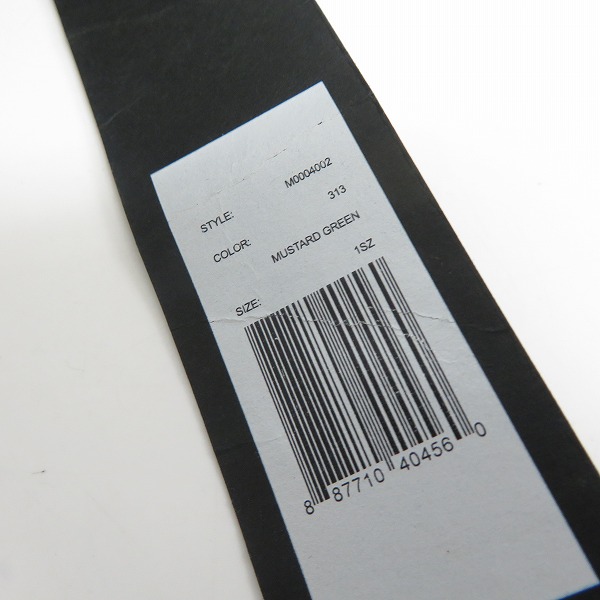 STYLE: M0004002
313
COLOR: MUSTARD GREEN
SIZE: 1SZ
8 87710 40456 0